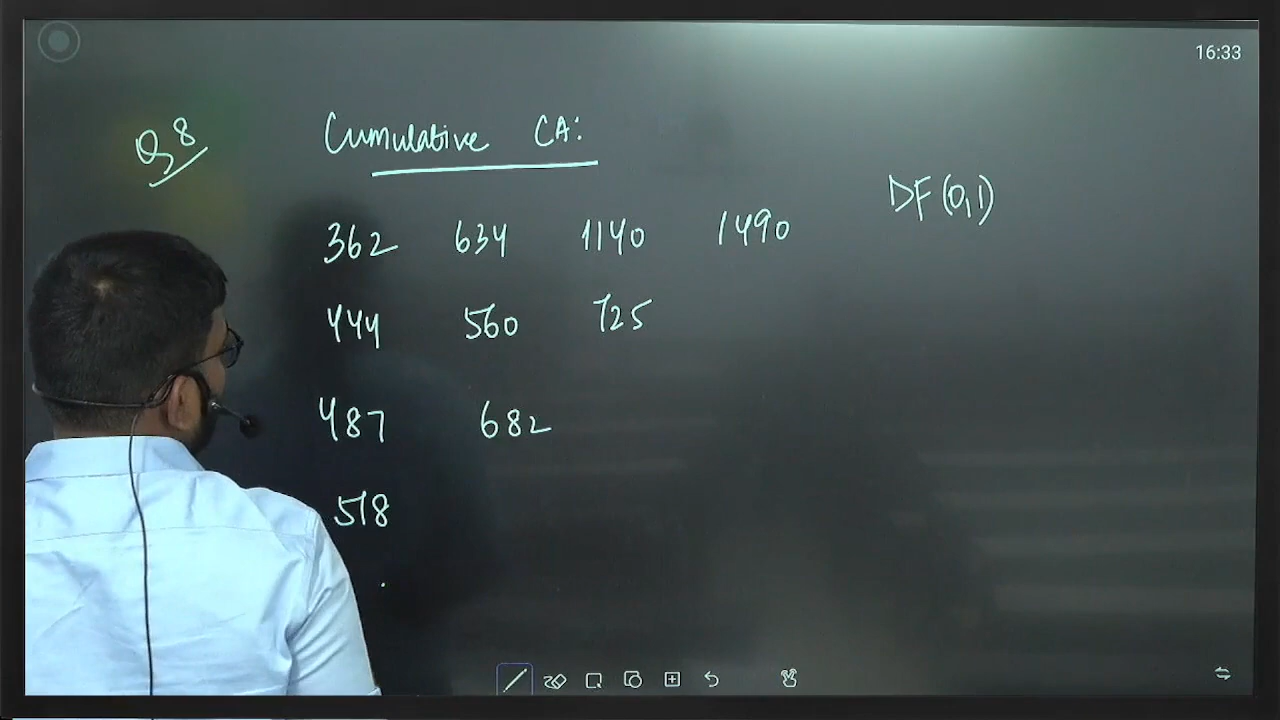 16:33
Q8 Cumulative CA:
DF(0,1)
362 634 1140 1490
444 560 725
487 682
518